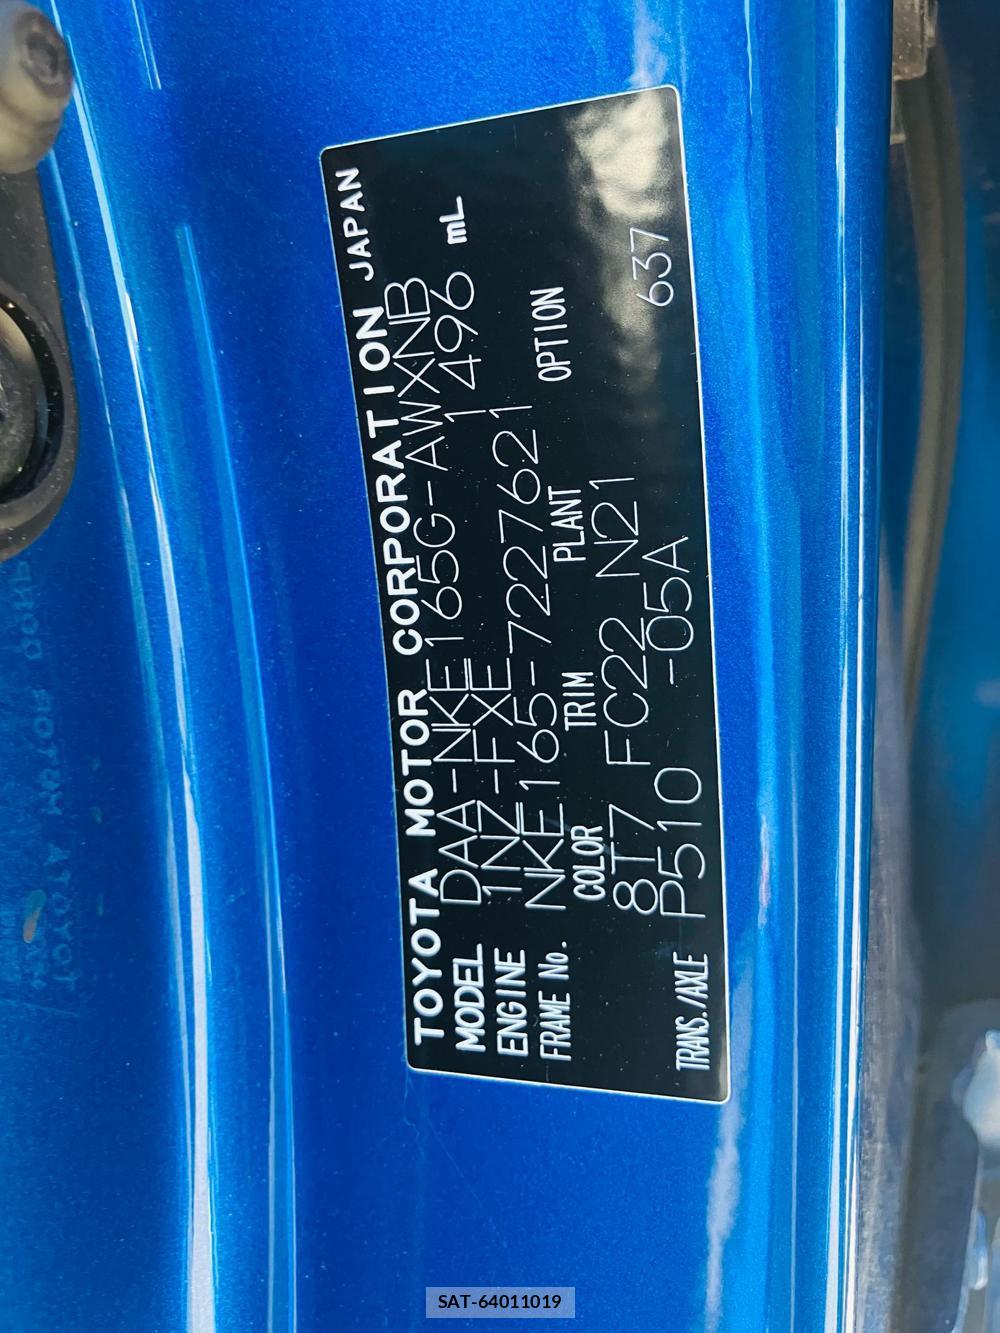 TOYOTA MOTOR CORPORATION JAPAN
MODEL DAA-NKE165G-AWXNB
ENGINE 1NZ-FXE 1496 mL
FRAME No. NKE165-7227621
COLOR TRIM PLANT OPTION
8T7 FC22 N21
TRANS./AXLE P510 -05A 637
SAT-64011019